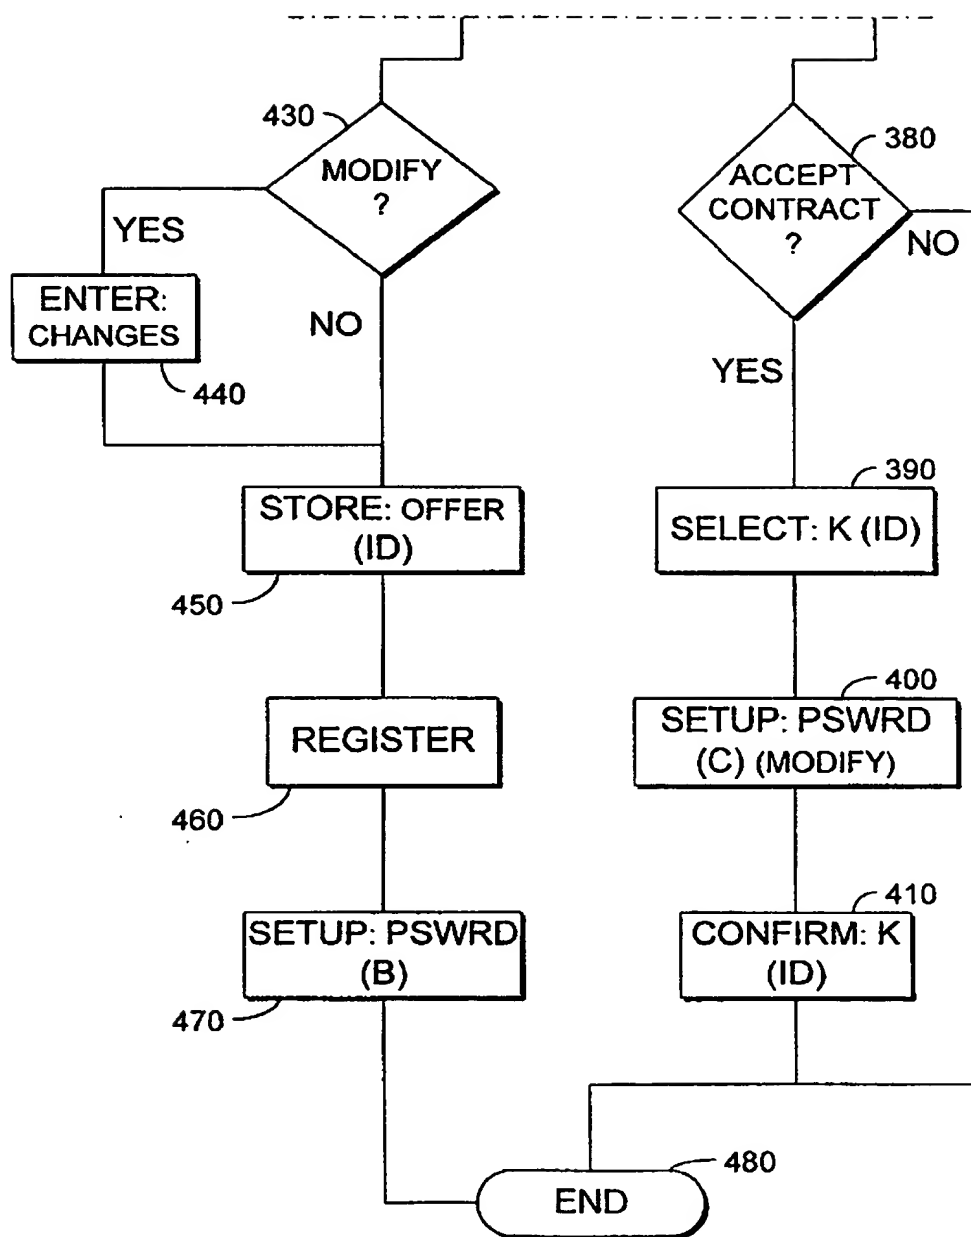 430
MODIFY
?
YES
ENTER:
CHANGES
440
NO
STORE: OFFER
(ID)
450
REGISTER
460
SETUP: PSWRD
(B)
470
380
ACCEPT
CONTRACT
?
NO
YES
390
SELECT: K (ID)
400
SETUP: PSWRD
(C) (MODIFY)
410
CONFIRM: K
(ID)
480
END